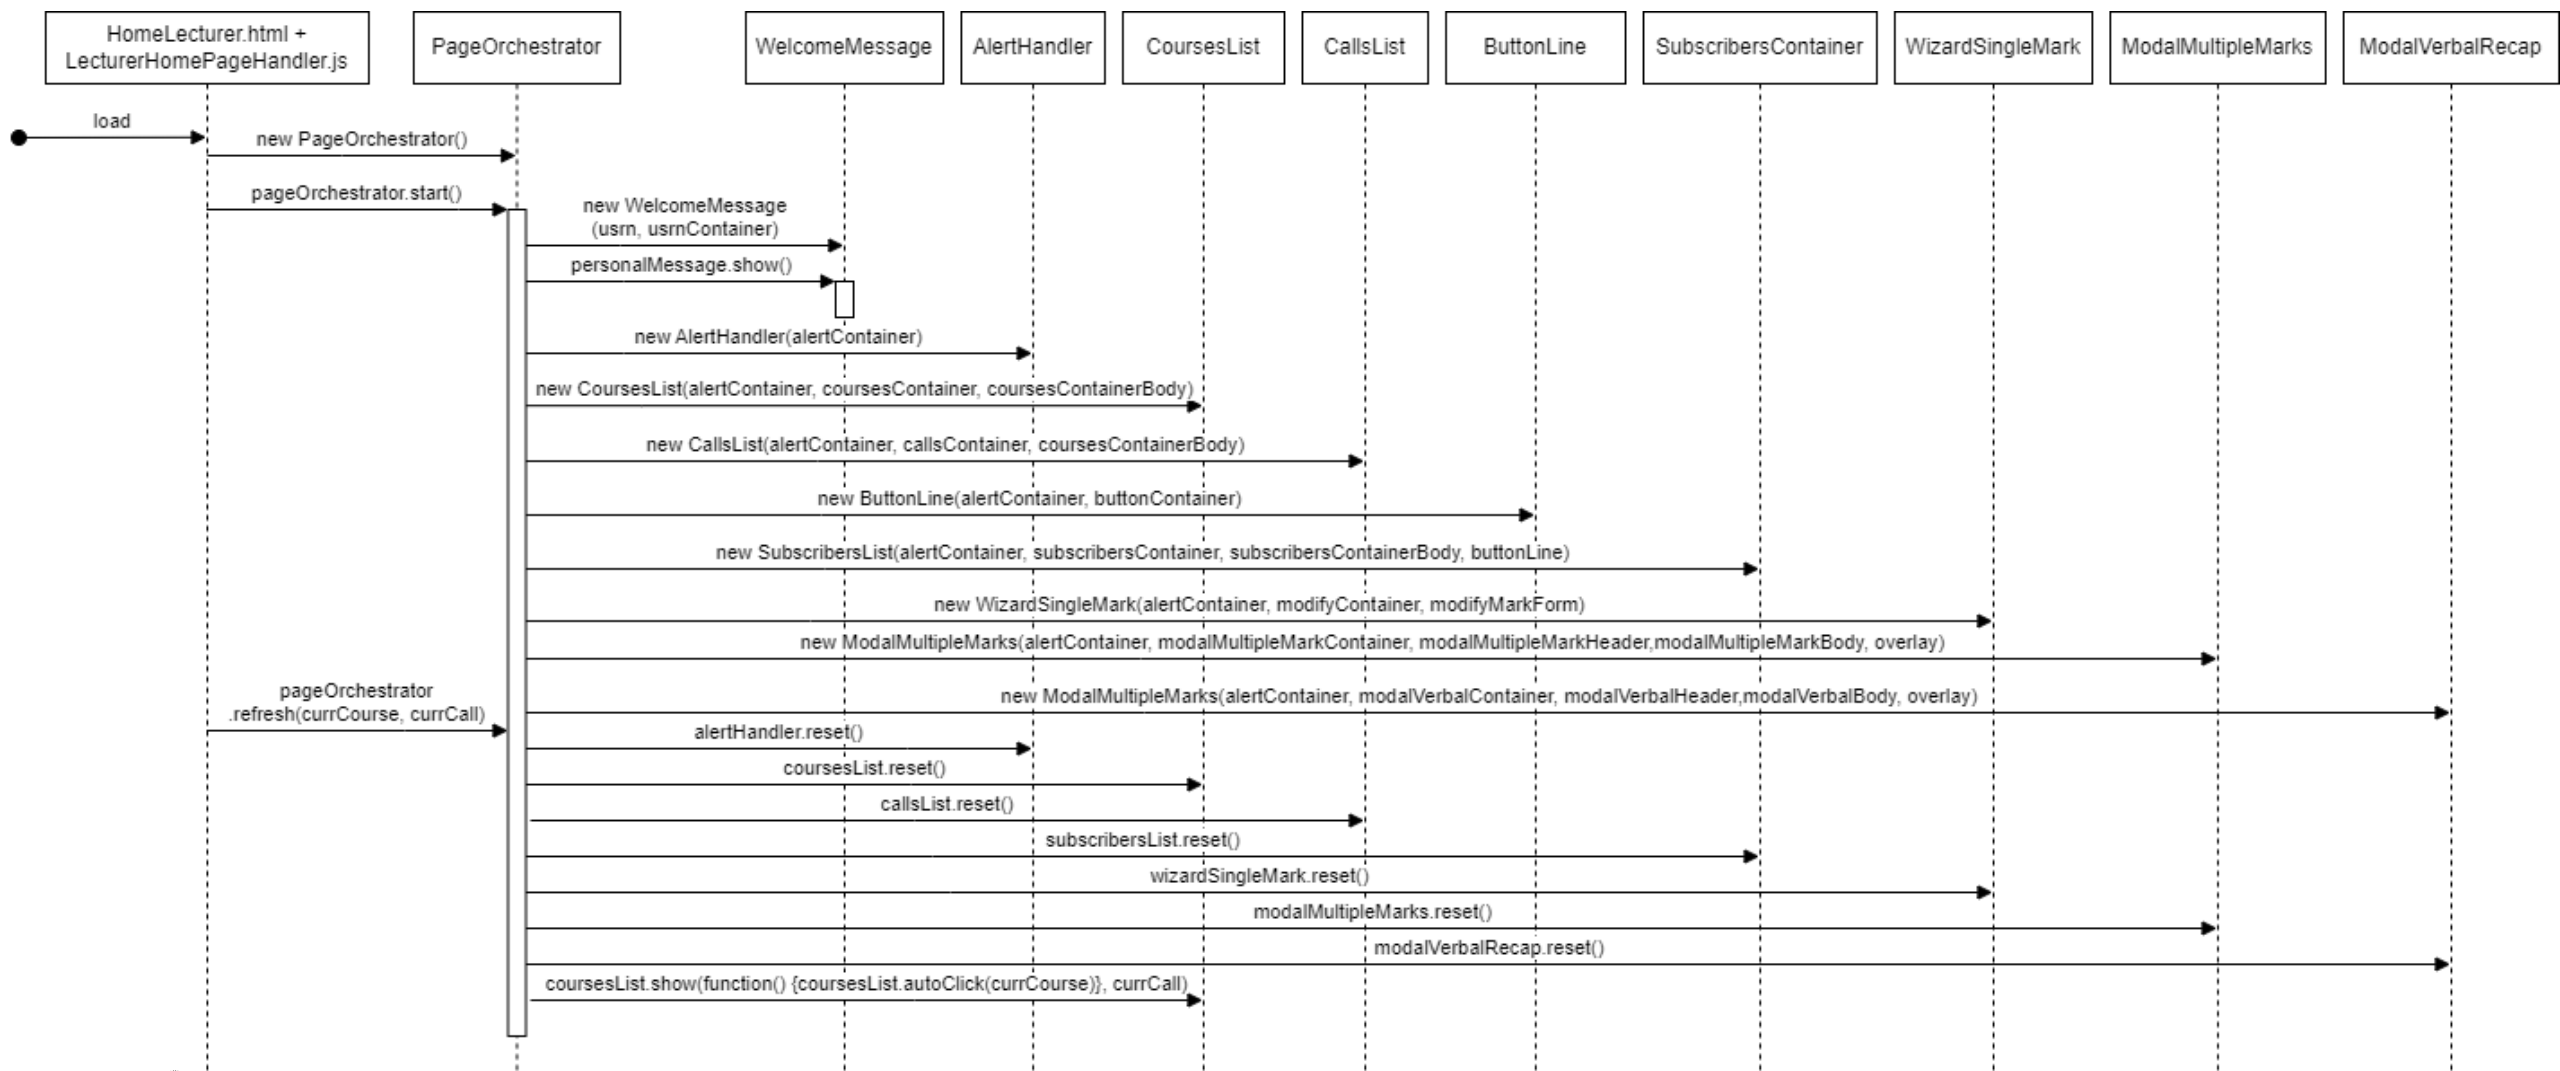 HomeLecturer.html +
LecturerHomePageHandler.js
PageOrchestrator
WelcomeMessage
AlertHandler
CoursesList
CallsList
ButtonLine
SubscribersContainer
WizardSingleMark
ModalMultipleMarks
ModalVerbalRecap
load
new PageOrchestrator()
pageOrchestrator.start()
new WelcomeMessage
(usrn, usrnContainer)
personalMessage.show()
new AlertHandler(alertContainer)
new CoursesList(alertContainer, coursesContainer, coursesContainerBody)
new CallsList(alertContainer, callsContainer, coursesContainerBody)
new ButtonLine(alertContainer, buttonContainer)
new SubscribersList(alertContainer, subscribersContainer, subscribersContainerBody, buttonLine)
new WizardSingleMark(alertContainer, modifyContainer, modifyMarkForm)
new ModalMultipleMarks(alertContainer, modalMultipleMarkContainer, modalMultipleMarkHeader,modalMultipleMarkBody, overlay)
new ModalMultipleMarks(alertContainer, modalVerbalContainer, modalVerbalHeader,modalVerbalBody, overlay)
pageOrchestrator
.refresh(currCourse, currCall)
alertHandler.reset()
coursesList.reset()
callsList.reset()
subscribersList.reset()
wizardSingleMark.reset()
modalMultipleMarks.reset()
modalVerbalRecap.reset()
coursesList.show(function() {coursesList.autoClick(currCourse)}, currCall)